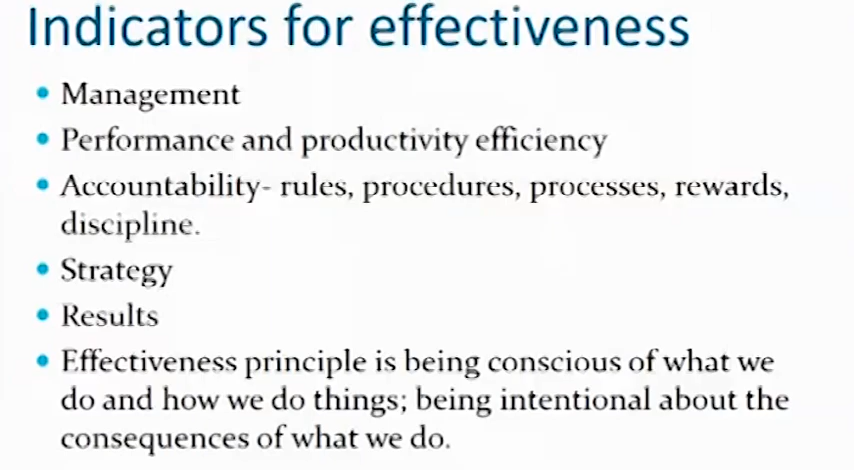 Indicators for effectiveness
• Management
• Performance and productivity efficiency
• Accountability- rules, procedures, processes, rewards,
discipline.
• Strategy
• Results
• Effectiveness principle is being conscious of what we
do and how we do things; being intentional about the
consequences of what we do.